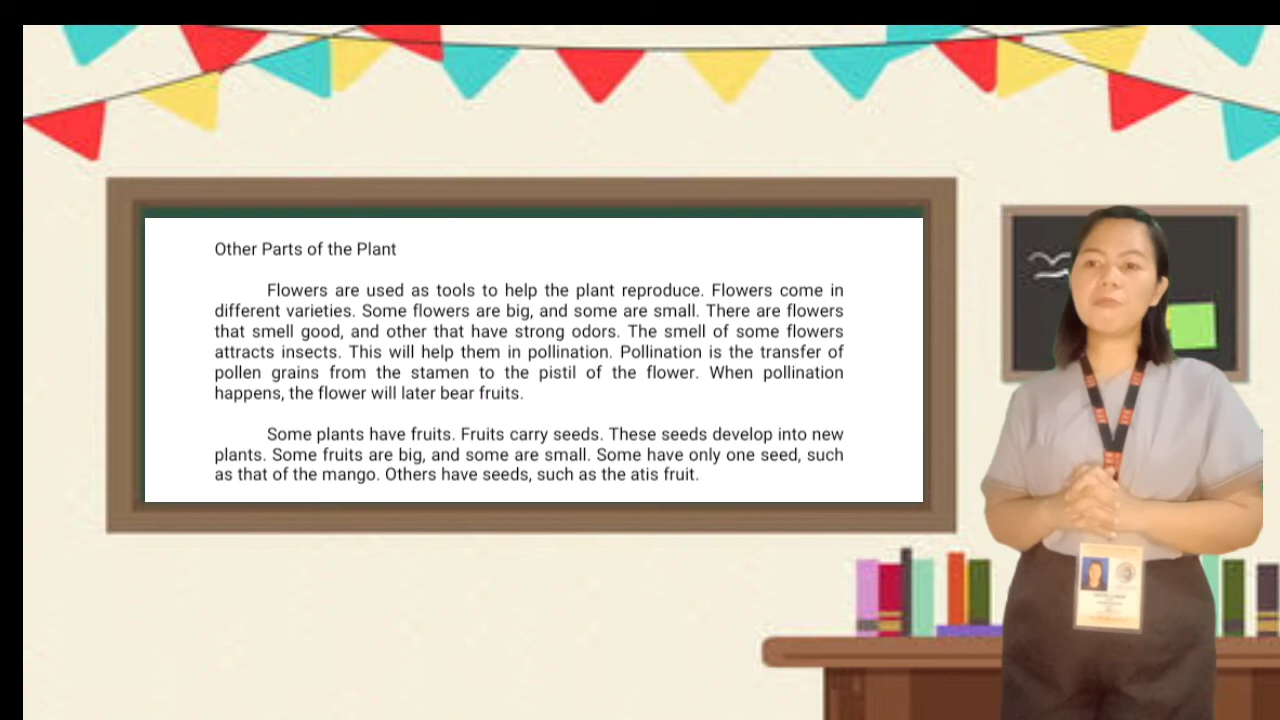 Other Parts of the Plant
Flowers are used as tools to help the plant reproduce. Flowers come in
different varieties. Some flowers are big, and some are small. There are flowers
that smell good, and other that have strong odors. The smell of some flowers
attracts insects. This will help them in pollination. Pollination is the transfer of
pollen grains from the stamen to the pistil of the flower. When pollination
happens, the flower will later bear fruits.
Some plants have fruits. Fruits carry seeds. These seeds develop into new
plants. Some fruits are big, and some are small. Some have only one seed, such
as that of the mango. Others have seeds, such as the atis fruit.